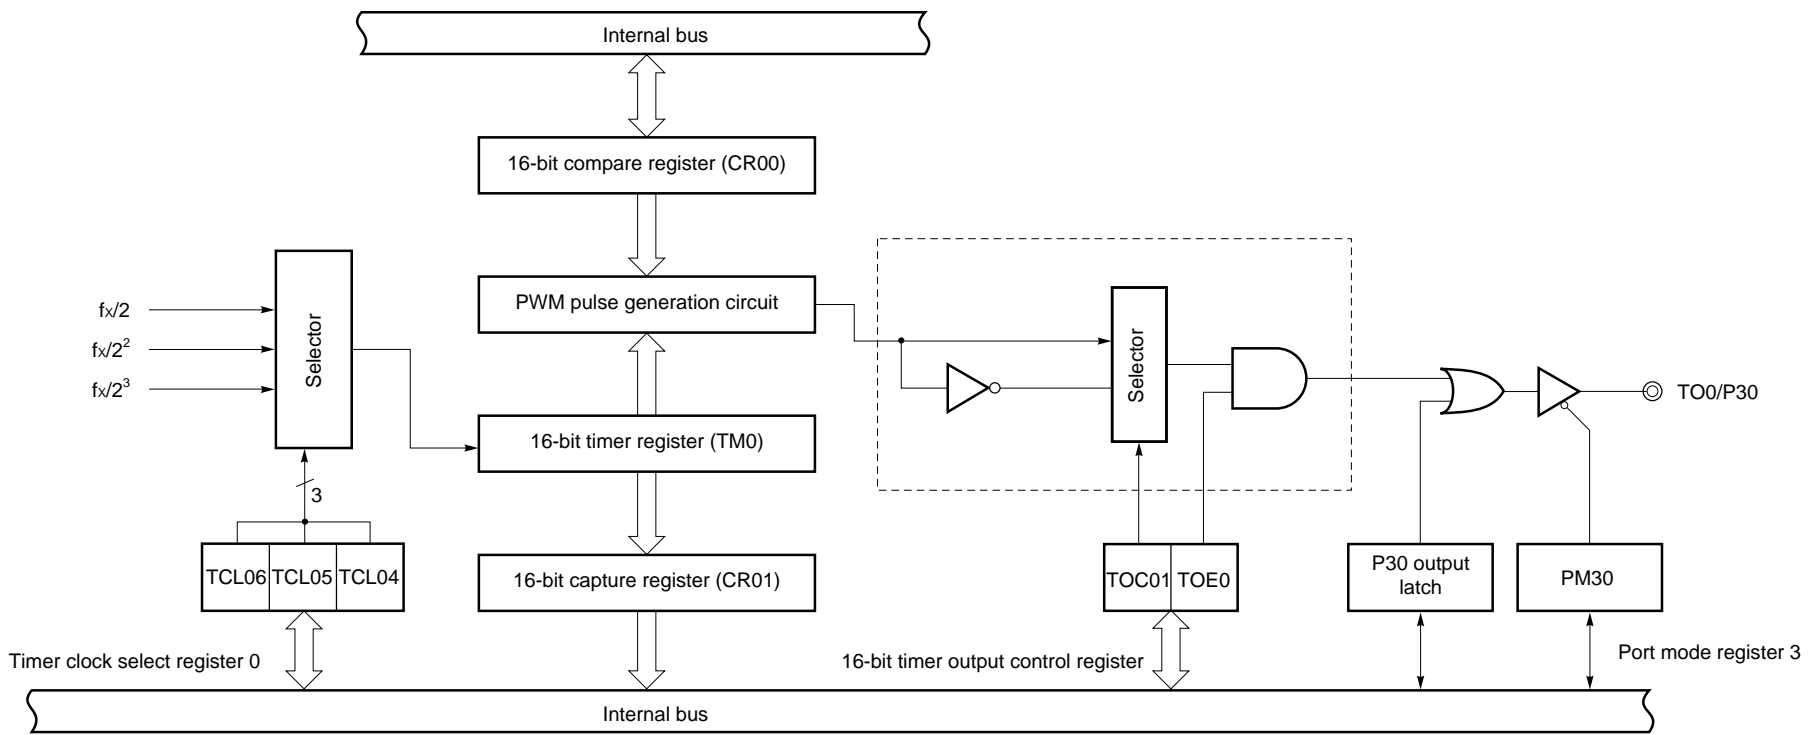 Internal bus
16-bit compare register (CR00)
PWM pulse generation circuit
fx/2
fx/2²
fx/2³
Selector
Selector
TO0/P30
16-bit timer register (TM0)
3
TCL06 TCL05 TCL04
16-bit capture register (CR01)
TOC01 TOE0
P30 output
latch
PM30
Timer clock select register 0
16-bit timer output control register
Port mode register 3
Internal bus